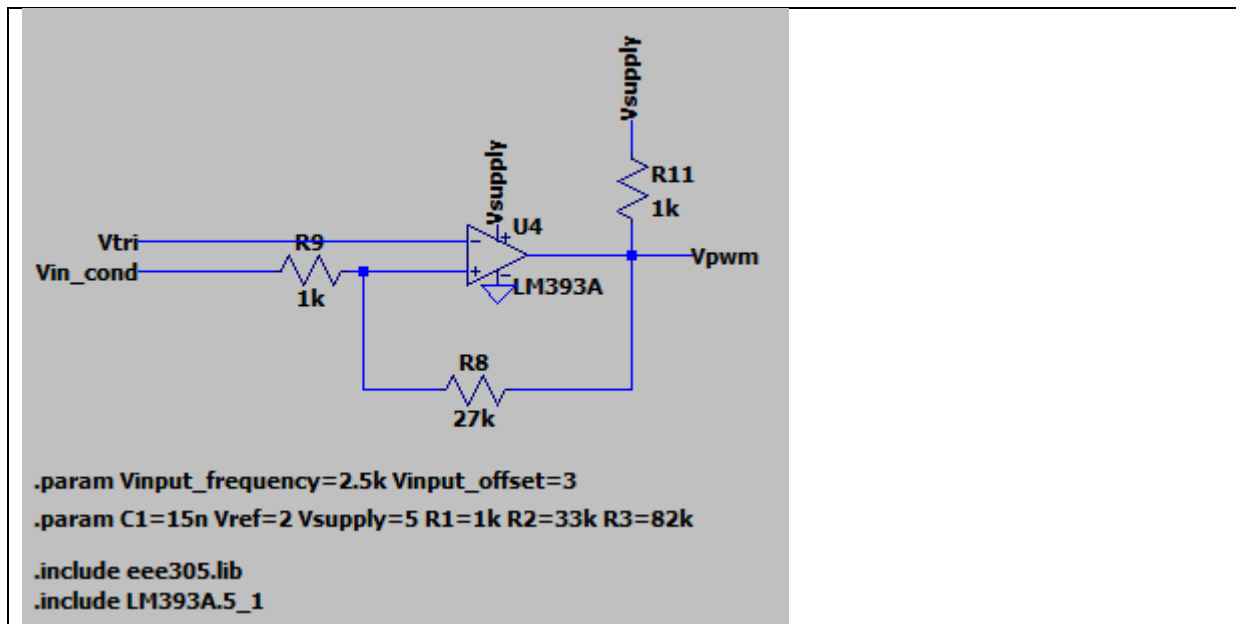 Vsupply
Vsupply
R11
1k
U4
Vtri
R9
Vin_cond
1k
Vpwm
LM393A
R8
27k
.param Vinput_frequency=2.5k Vinput_offset=3
.param C1=15n Vref=2 Vsupply=5 R1=1k R2=33k R3=82k
.include eee305.lib
.include LM393A.5_1